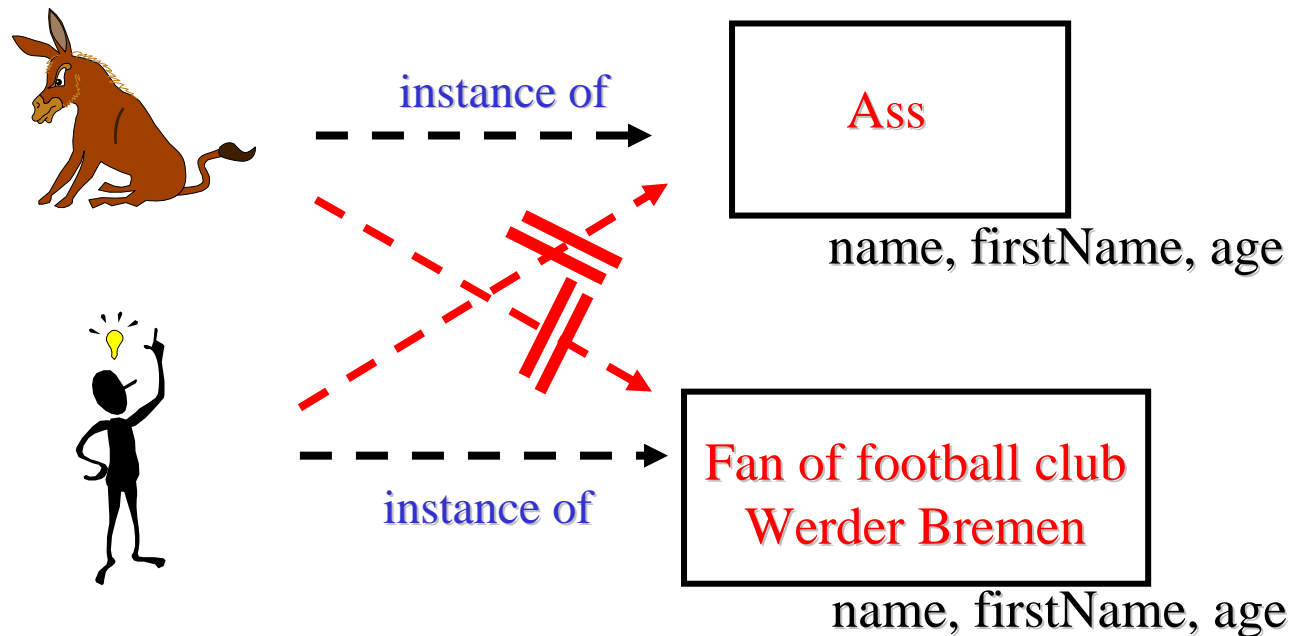 instance of
Ass
name, firstName, age
Fan of football club
Werder Bremen
instance of
name, firstName, age